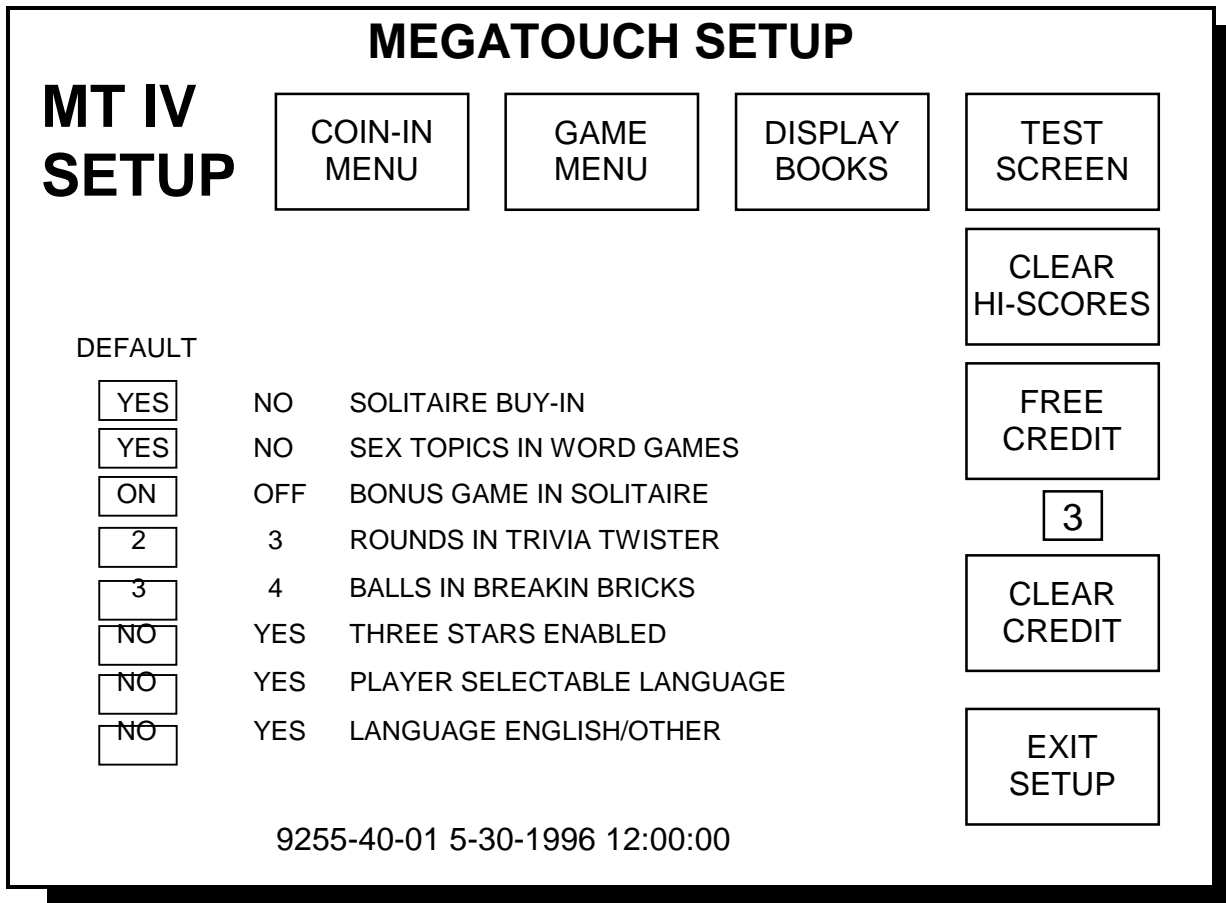 MEGATOUCH SETUP
MT IV
SETUP
COIN-IN
MENU
GAME
MENU
DISPLAY
BOOKS
TEST
SCREEN
CLEAR
HI-SCORES
DEFAULT
YES NO SOLITAIRE BUY-IN
YES NO SEX TOPICS IN WORD GAMES
ON OFF BONUS GAME IN SOLITAIRE
2 3 ROUNDS IN TRIVIA TWISTER
3 4 BALLS IN BREAKIN BRICKS
NO YES THREE STARS ENABLED
NO YES PLAYER SELECTABLE LANGUAGE
NO YES LANGUAGE ENGLISH/OTHER
FREE
CREDIT
3
CLEAR
CREDIT
EXIT
SETUP
9255-40-01 5-30-1996 12:00:00